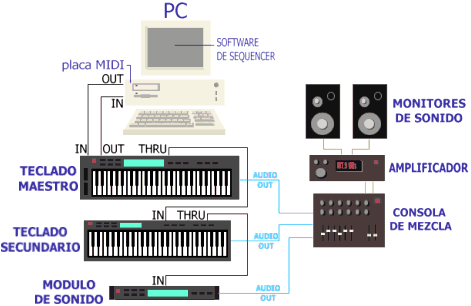 PC
SOFTWARE
DE SEQUENCER
placa MIDI
OUT
IN
MONITORES
DE SONIDO
IN OUT THRU
TECLADO
MAESTRO
AUDIO
OUT
AMPLIFICADOR
CONSOLA
DE MEZCLA
IN THRU
TECLADO
SECUNDARIO
AUDIO
OUT
IN
MODULO
DE SONIDO
AUDIO
OUT